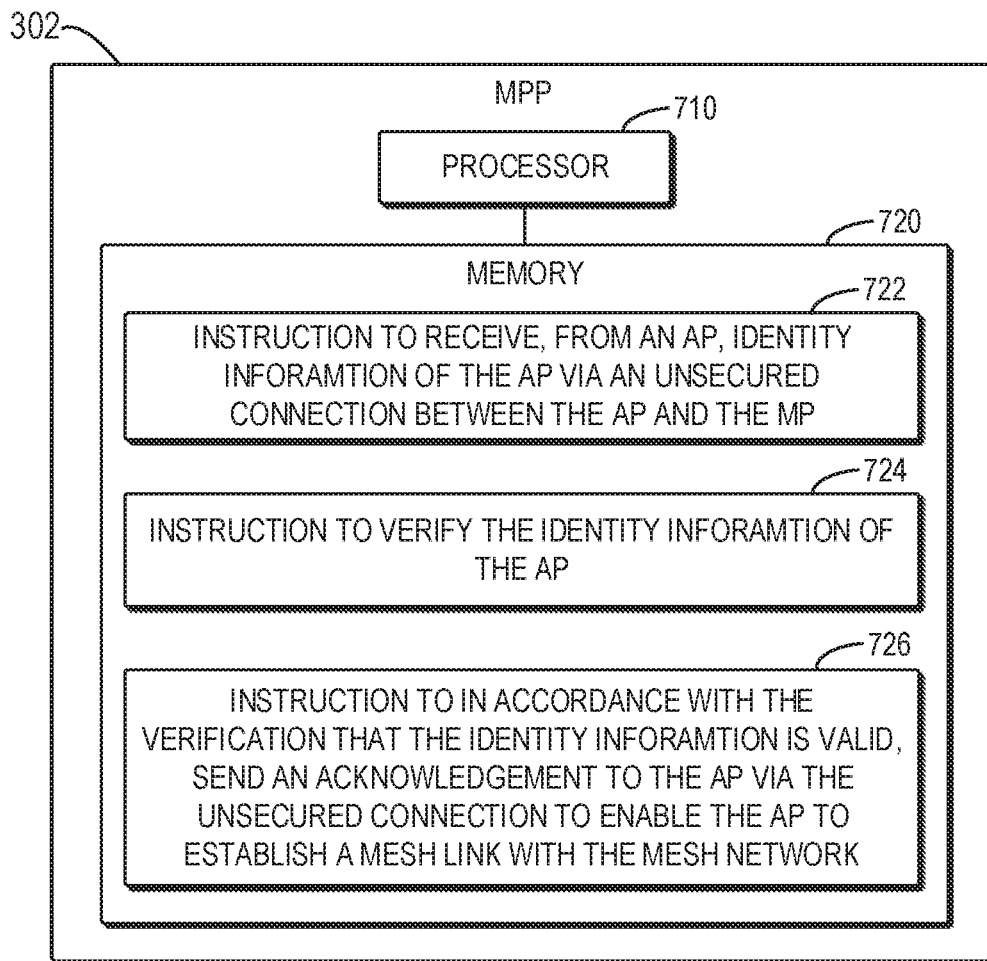 302
MPP
710
PROCESSOR
720
MEMORY
722
INSTRUCTION TO RECEIVE, FROM AN AP, IDENTITY
INFORAMTION OF THE AP VIA AN UNSECURED
CONNECTION BETWEEN THE AP AND THE MP
724
INSTRUCTION TO VERIFY THE IDENTITY INFORAMTION OF
THE AP
726
INSTRUCTION TO IN ACCORDANCE WITH THE
VERIFICATION THAT THE IDENTITY INFORAMTION IS VALID,
SEND AN ACKNOWLEDGEMENT TO THE AP VIA THE
UNSECURED CONNECTION TO ENABLE THE AP TO
ESTABLISH A MESH LINK WITH THE MESH NETWORK